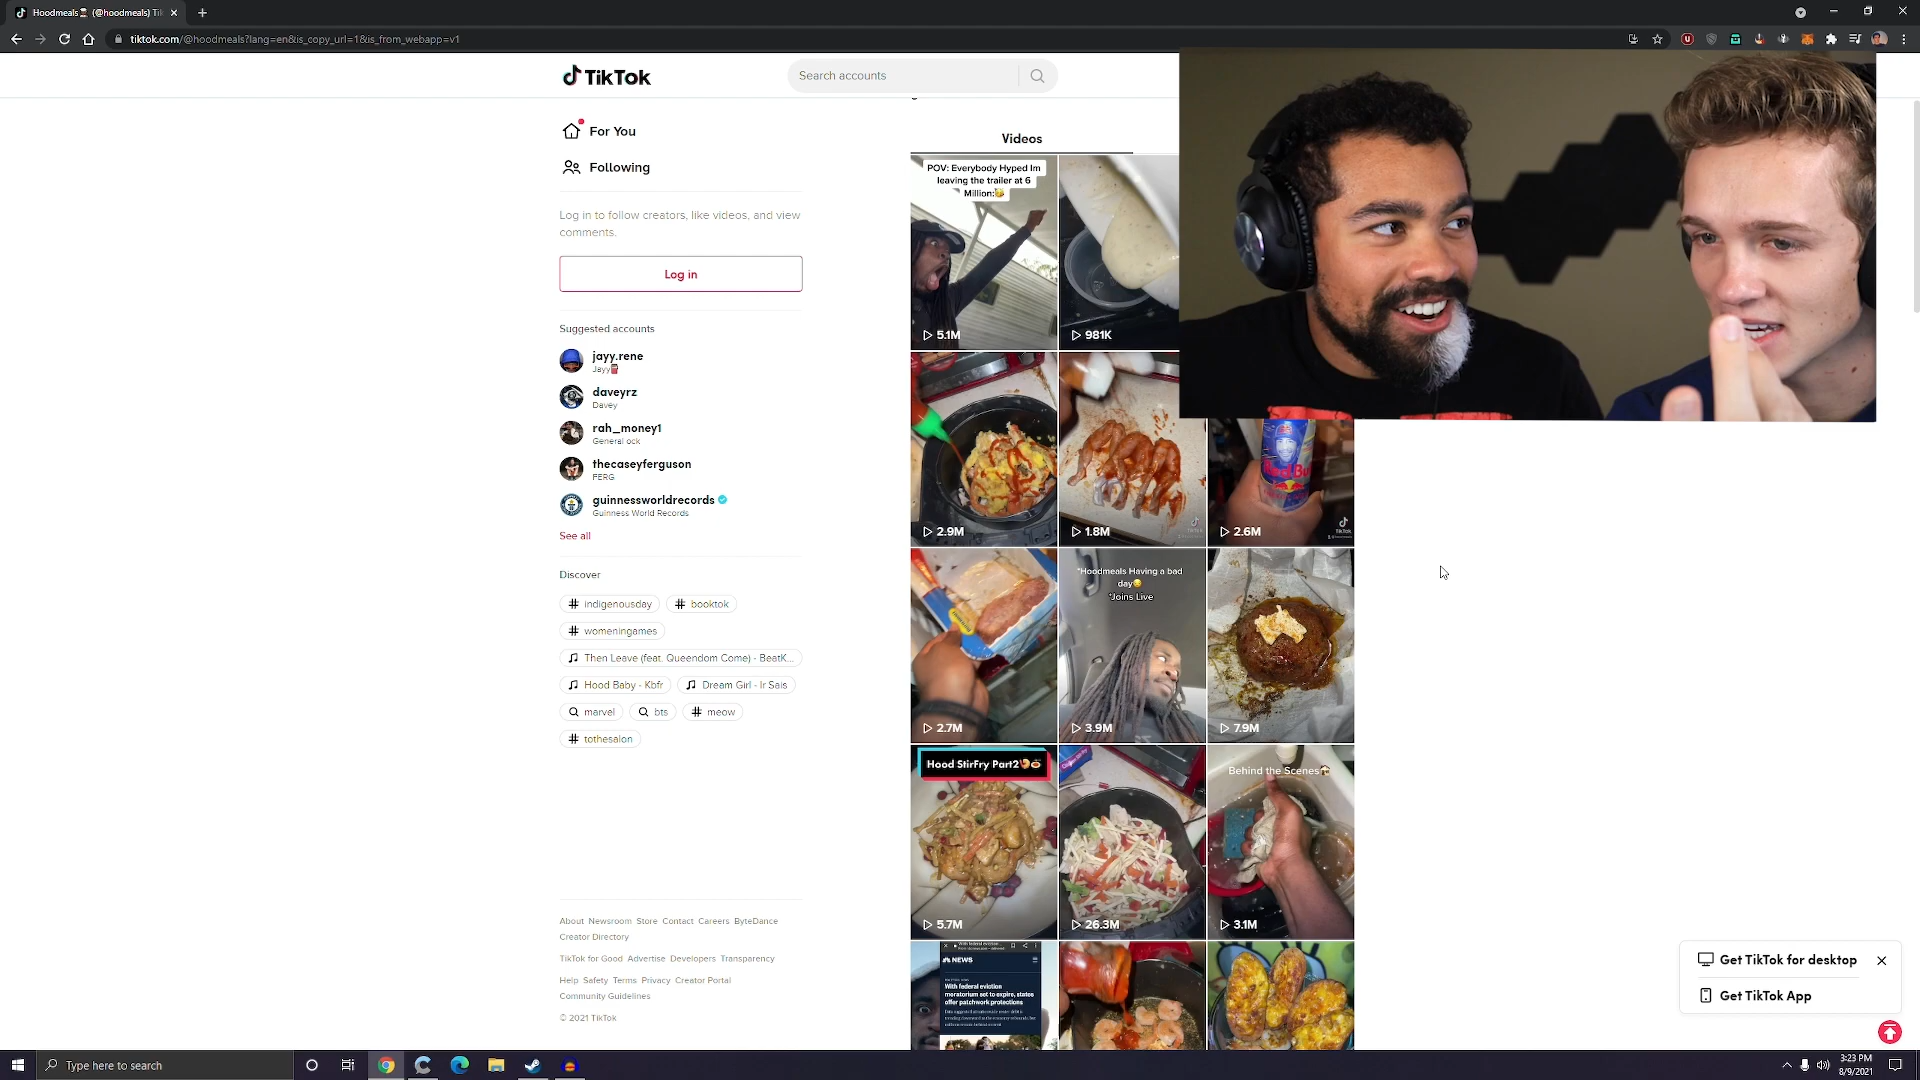 Hoodmeals (@hoodmeals) Tik
tiktok.com/@hoodmeals?lang=en&is_copy_url=1&is_from_webapp=v1
TikTok
Search accounts
For You
Following
Log in to follow creators, like videos, and view
comments.
Log in
Suggested accounts
jayy.rene
Jayy
daveyrz
Davey
rah_money1
General ock
thecaseyferguson
FERG
guinnessworldrecords
Guinness World Records
See all
Discover
# indigenousday
# booktok
# womeningames
Then Leave (feat. Queendom Come) - BeatK...
Hood Baby - Kbfr
Dream Girl - Ir Sais
marvel
bts
# meow
# tothesalon
About Newsroom Store Contact Careers ByteDance
Creator Directory
TikTok for Good Advertise Developers Transparency
Help Safety Terms Privacy Creator Portal
Community Guidelines
© 2021 TikTok
Videos
POV: Everybody Hyped Im
leaving the trailer at 6
Million:
5.1M
981K
2.9M
1.8M
TikTok
Red Bu
2.6M
TikTok
2.7M
"Hoodmeals Having a bad
day
"Joins Live
3.9M
7.9M
Hood StirFry Part2
5.7M
26.3M
Behind the Scenes
3.1M
NEWS
With federal eviction
moratorium set to expire, states
offer patchwork protections
Get TikTok for desktop
Get TikTok App
Type here to search
3:23 PM
8/9/2021